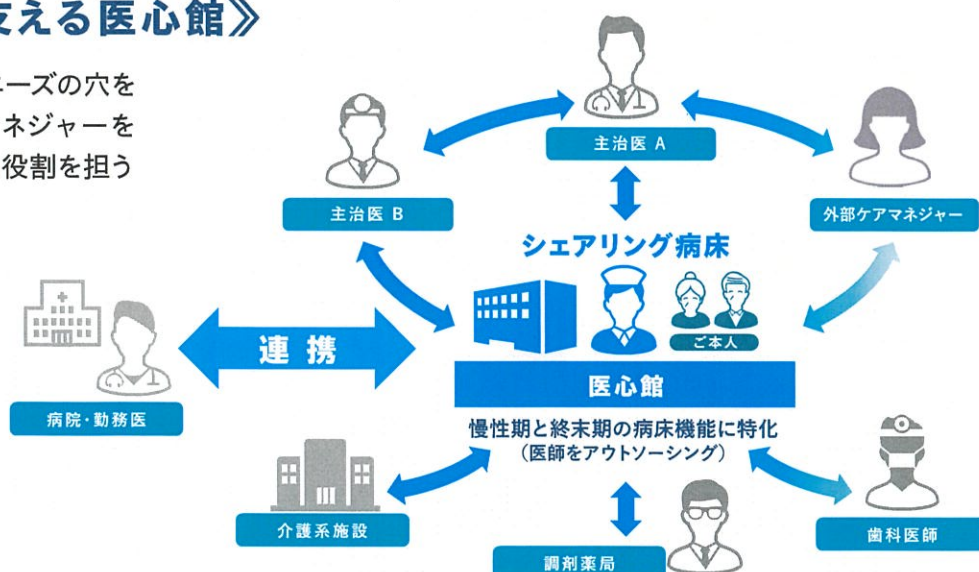 支える医心館》
ニーズの穴を
ネジャーを
役割を担う
主治医 A
主治医 B
外部ケアマネジャー
シェアリング病床
ご本人
連携
医心館
病院・勤務医
慢性期と終末期の病床機能に特化
（医師をアウトソーシング）
介護系施設
歯科医師
調剤薬局